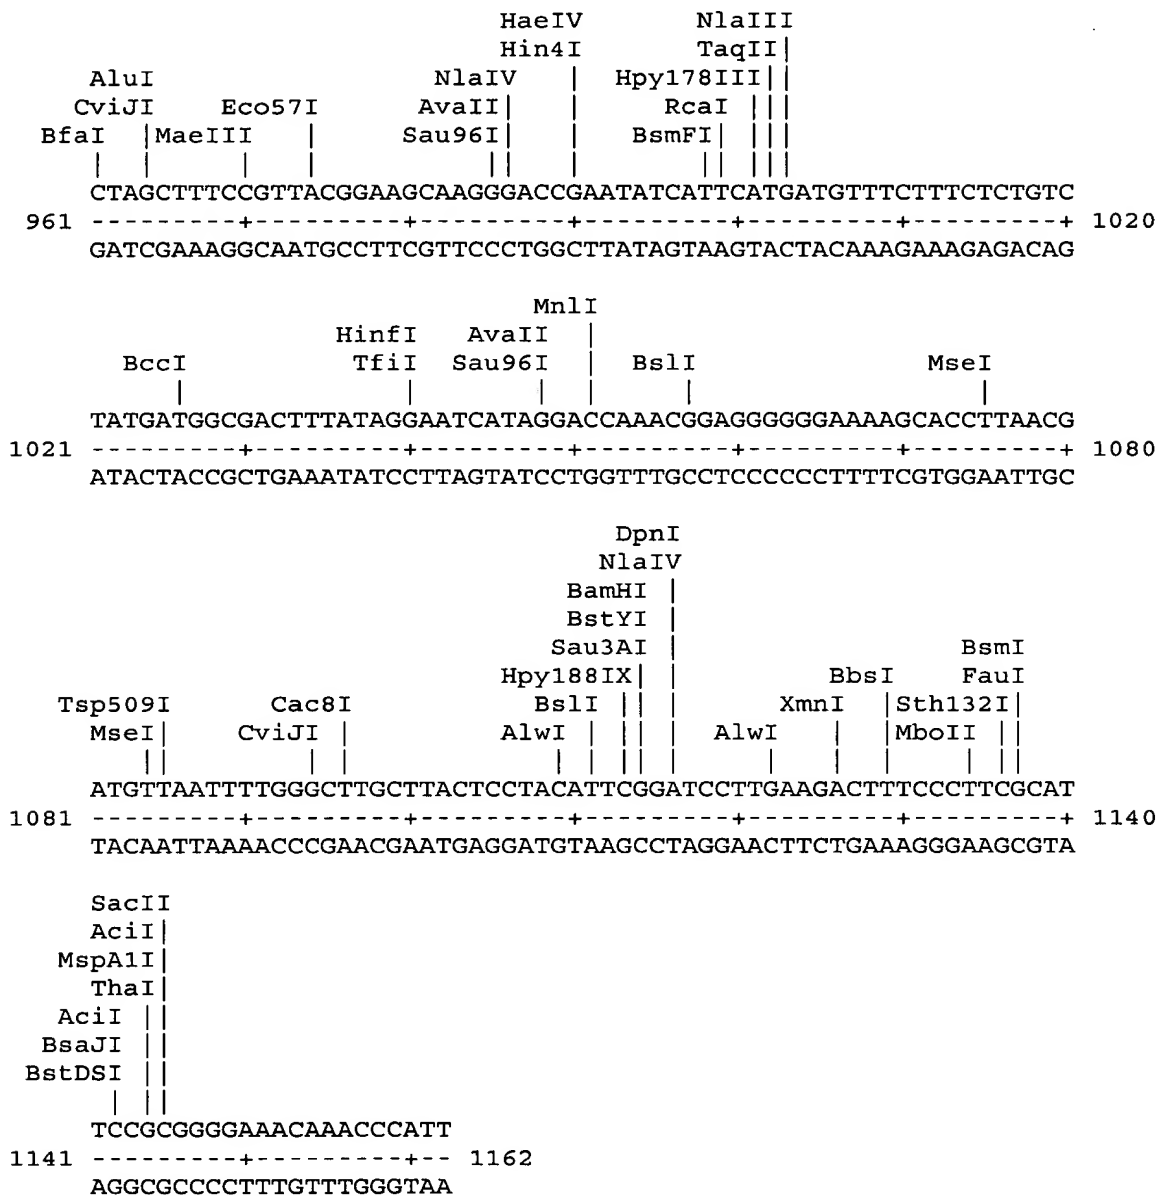 HaeIV NlaIII
Hin4I TaqII|
AluI NlaIV | Hpy178III| ||
CviJI Eco57I AvaII| | RcaI | ||
BfaI |MaeIII | Sau96I | | BsmFI| |||
| | | | || | || |||
CTAGCTTTCCGTTACGGAAGCAAGGGACCGAATATCATTCATGATGTTTCTTTCTCTGTC
961 ---------+---------+---------+---------+---------+---------+ 1020
GATCGAAAGGCAATGCCTTCGTTCCCTGGCTTATAGTAAGTACTACAAAGAAAGAGACAG
MnlI
HinfI AvaII |
BccI TfiI Sau96I | BslI MseI
| | | | | |
TATGATGGCGACTTTATAGGAATCATAGGACCAAACGGAGGGGGGAAAAGCACCTTAACG
1021 ---------+---------+---------+---------+---------+---------+ 1080
ATACTACCGCTGAAATATCCTTAGTATCCTGGTTTGCCTCCCCCCTTTTCGTGGAATTGC
DpnI
NlaIV|
BamHI |
BstYI |
Sau3AI | BsmI
Hpy188IX| | BbsI FauI
Tsp509I Cac8I BslI || | XmnI | Sth132I|
MseI| CviJI | AlwI | || | AlwI | | MboII ||
|| | | | | || | | | | | ||
ATGTTAATTTTGGGCTTGCTTACTCCTACATTCGGATCCTTGAAGACTTTCCCTTCGCAT
1081 ---------+---------+---------+---------+---------+---------+ 1140
TACAATTAAAACCCGAACGAATGAGGATGTAAGCCTAGGAACTTCTGAAAGGGAAGCGTA
SacII
AciI|
MspA1I|
ThaI|
AciI ||
BsaJI ||
BstDSI ||
| ||
TCCGCGGGGAAACAAACCCATT
1141 ---------+---------+-- 1162
AGGCGCCCCTTTGTTTGGGTAA